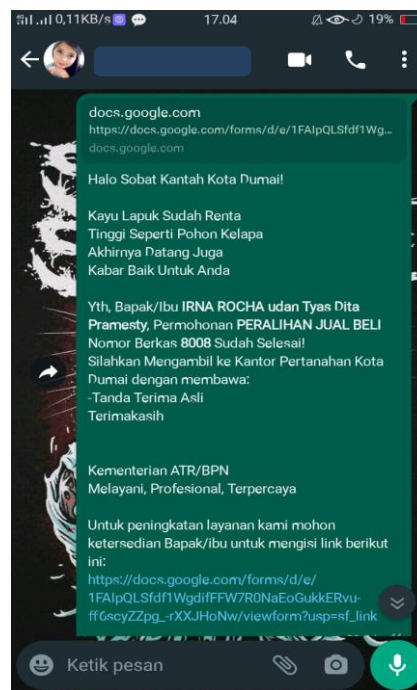 0,11KB/s
17.04
19%
docs.google.com
https://docs.google.com/forms/d/e/1FAIpQLSfdf1Wg...
docs.google.com
Halo Sobat Kantah Kota Dumai!
Kayu Lapuk Sudah Renta
Tinggi Seperti Pohon Kelapa
Akhirnya Datang Juga
Kabar Baik Untuk Anda
Yth, Bapak/Ibu IRNA ROCHA udan Tyas Dita
Pramesty, Permohonan PERALIHAN JUAL BELI
Nomor Berkas 8008 Sudah Selesai!
Silahkan Mengambil ke Kantor Pertanahan Kota
Dumai dengan membawa:
-Tanda Terima Asli
Terimakasih
Kementerian ATR/BPN
Melayani, Profesional, Terpercaya
Untuk peningkatan layanan kami mohon
ketersedian Bapak/ibu untuk mengisi link berikut
ini:
https://docs.google.com/forms/d/e/
1FAIpQLSfdf1WgdifFFW7R0NaEoGukkERvu-
ff6scyZZpg_-rXXJHoNw/viewform?usp=sf_link
Ketik pesan